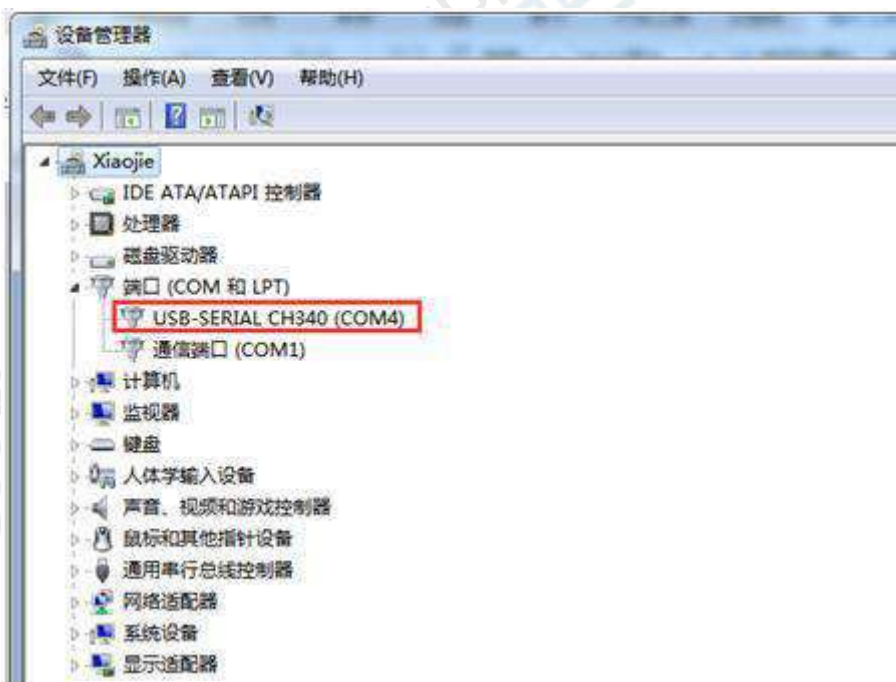 设备管理器
文件(F) 操作(A) 查看(V) 帮助(H)
Xiaojie
IDE ATA/ATAPI 控制器
处理器
磁盘驱动器
端口 (COM 和 LPT)
USB-SERIAL CH340 (COM4)
通信端口 (COM1)
计算机
监视器
键盘
人体学输入设备
声音、视频和游戏控制器
鼠标和其他指针设备
通用串行总线控制器
网络适配器
系统设备
显示适配器